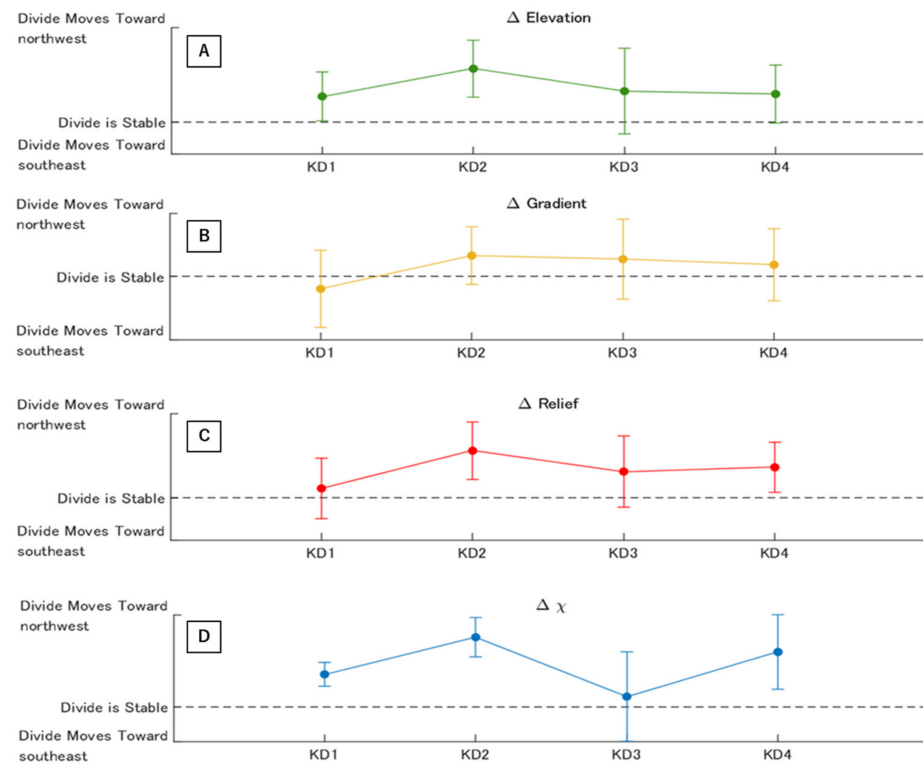 Δ Elevation
Divide Moves Toward
northwest
A
Divide is Stable
Divide Moves Toward
southeast
KD1 KD2 KD3 KD4
Δ Gradient
Divide Moves Toward
northwest
B
Divide is Stable
Divide Moves Toward
southeast
KD1 KD2 KD3 KD4
Δ Relief
Divide Moves Toward
northwest
C
Divide is Stable
Divide Moves Toward
southeast
KD1 KD2 KD3 KD4
Δ χ
Divide Moves Toward
northwest
D
Divide is Stable
Divide Moves Toward
southeast
KD1 KD2 KD3 KD4